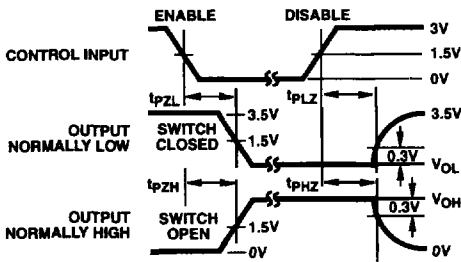 ENABLE DISABLE
3V
CONTROL INPUT 1.5V
0V
tPZL tPLZ
3.5V 3.5V
OUTPUT NORMALLY LOW
SWITCH CLOSED
1.5V
0.3V
VOL
tPZH tPHZ
VOH
0.3V
OUTPUT NORMALLY HIGH
SWITCH OPEN
1.5V
0V 0V